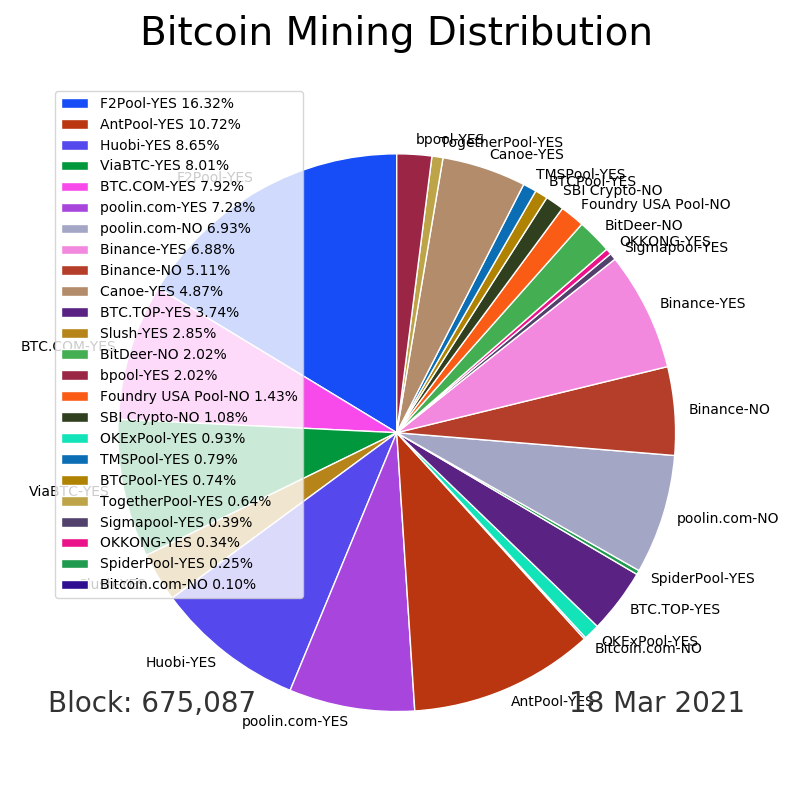 Bitcoin Mining Distribution
F2Pool-YES 16.32%
AntPool-YES 10.72%
Huobi-YES 8.65%
ViaBTC-YES 8.01%
BTC.COM-YES 7.92%
poolin.com-YES 7.28%
poolin.com-NO 6.93%
Binance-YES 6.88%
Binance-NO 5.11%
Canoe-YES 4.87%
BTC.TOP-YES 3.74%
Slush-YES 2.85%
BitDeer-NO 2.02%
bpool-YES 2.02%
Foundry USA Pool-NO 1.43%
SBI Crypto-NO 1.08%
OKExPool-YES 0.93%
TMSPool-YES 0.79%
BTCPool-YES 0.74%
TogetherPool-YES 0.64%
Sigmapool-YES 0.39%
OKKONG-YES 0.34%
SpiderPool-YES 0.25%
Bitcoin.com-NO 0.10%
bpool-YES
TogetherPool-YES
Canoe-YES
TMSPool-YES
BTCPool-YES
SBI Crypto-NO
Foundry USA Pool-NO
BitDeer-NO
OKKONG-YES
Sigmapool-YES
Binance-YES
Binance-NO
poolin.com-NO
SpiderPool-YES
BTC.TOP-YES
OKExPool-YES
Bitcoin.com-NO
AntPool-YES
poolin.com-YES
Huobi-YES
ViaBTC-YES
BTC.COM-YES
F2Pool-YES
Block: 675,087
18 Mar 2021